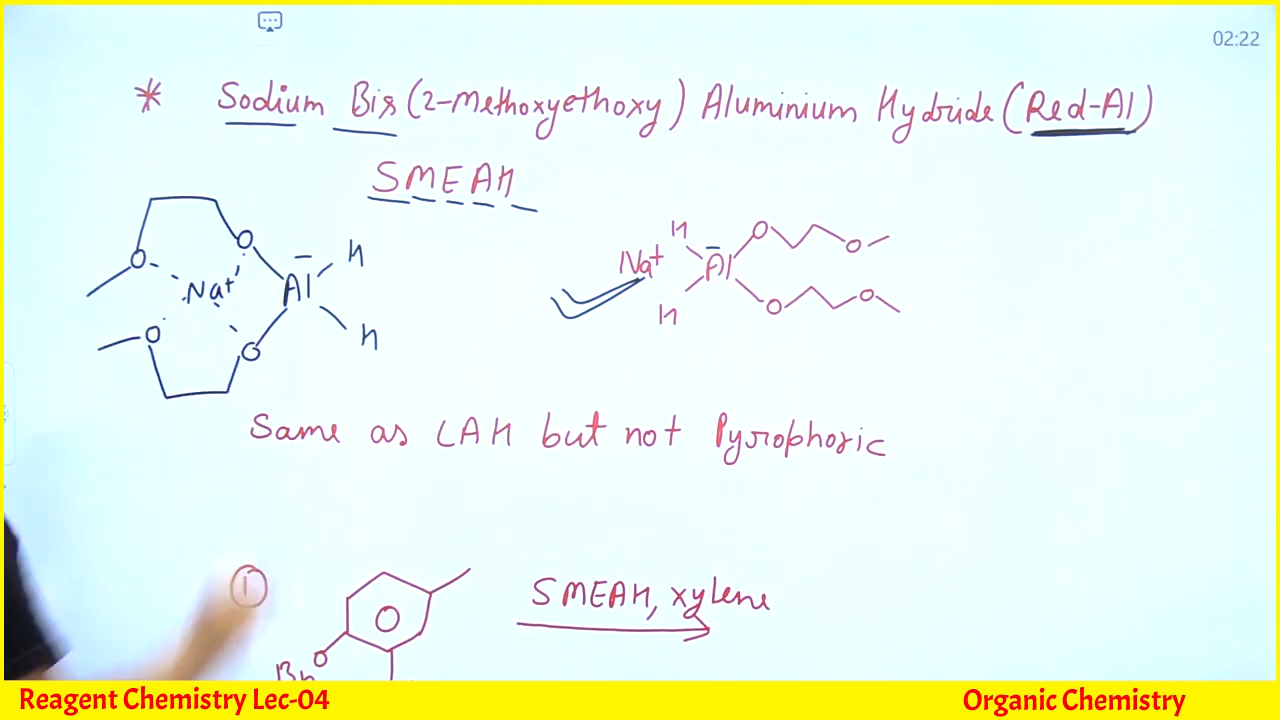 02:22
* Sodium Bis (2-Methoxyethoxy) Aluminium Hydride (Red-Al)
SMEAH
O O Al H
Na+
O O H
H O O
Na+ Al
H O O
Same as LAH but not Pyrophoric
① SMEAH, xylene
BnO
Reagent Chemistry Lec-04
Organic Chemistry